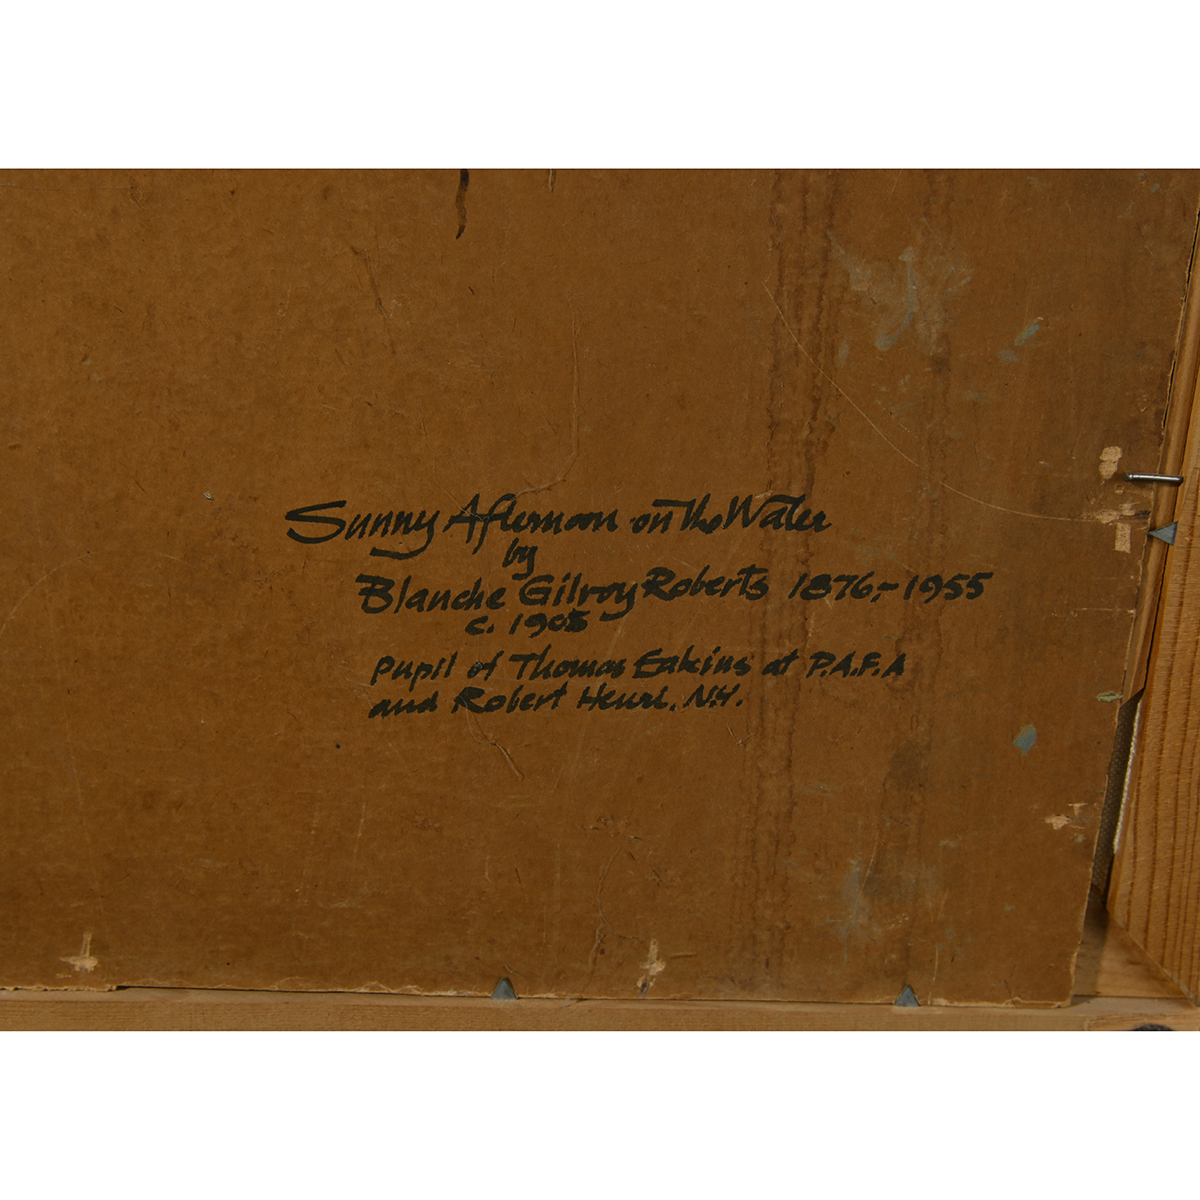 Sunny Afternoon on the Water
by
Blanche Gilroy Roberts 1876,-1955
c. 1905
Pupil of Thomas Eakins at P.A.F.A
and Robert Henri, N.Y.